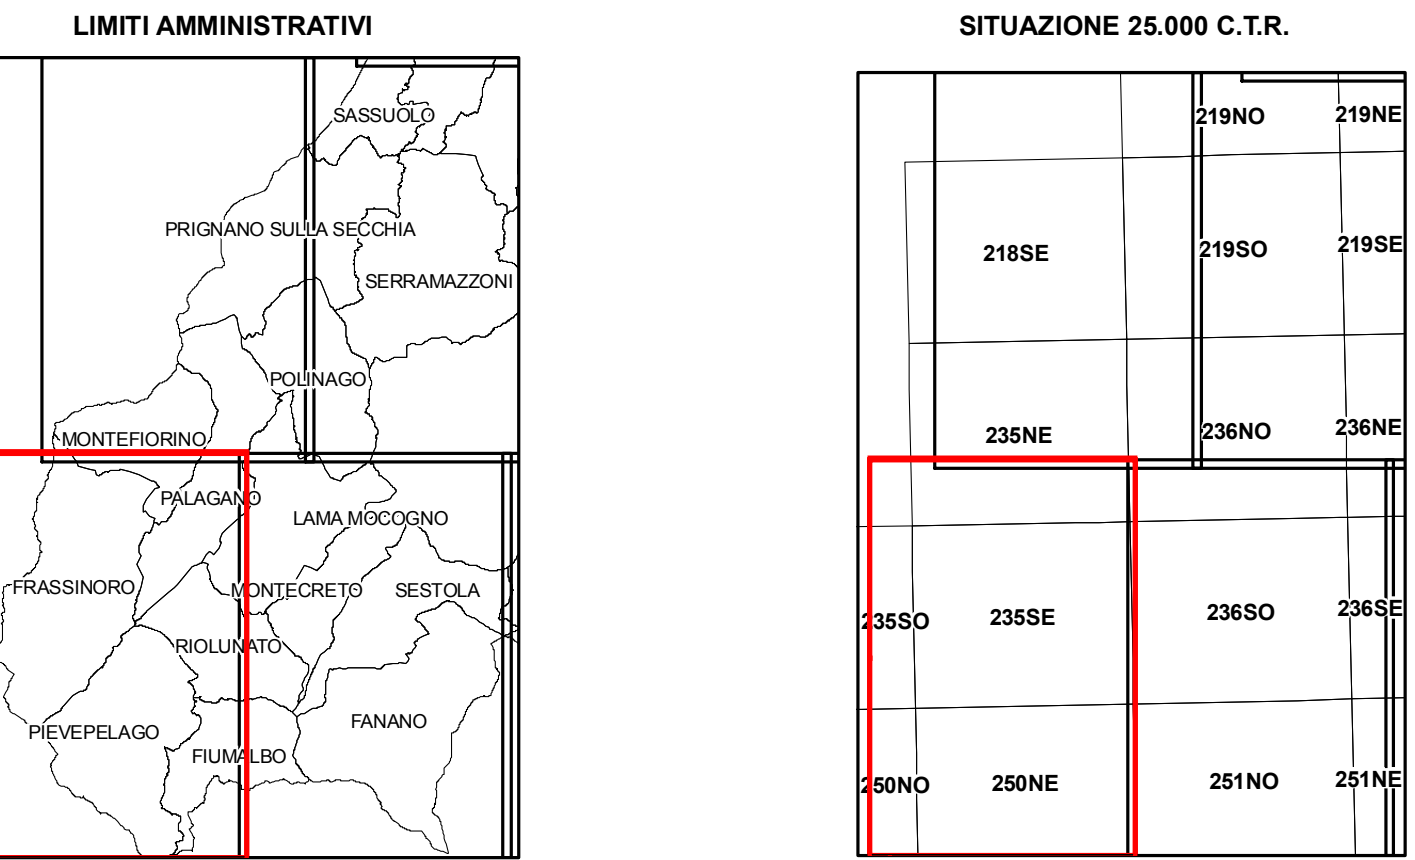 LIMITI AMMINISTRATIVI
SASSUOLO
PRIGNANO SULLA SECCHIA
SERRAMAZZONI
POLINAGO
MONTEFIORINO
PALAGANO
LAMA MOCOGNO
FRASSINORO
MONTECRETO
SESTOLA
RIOLUNATO
FANANO
PIEVEPELAGO
FIUMALBO
SITUAZIONE 25.000 C.T.R.
219NO
219NE
218SE
219SO
219SE
235NE
236NO
236NE
235SO
235SE
236SO
236SE
250NO
250NE
251NO
251NE